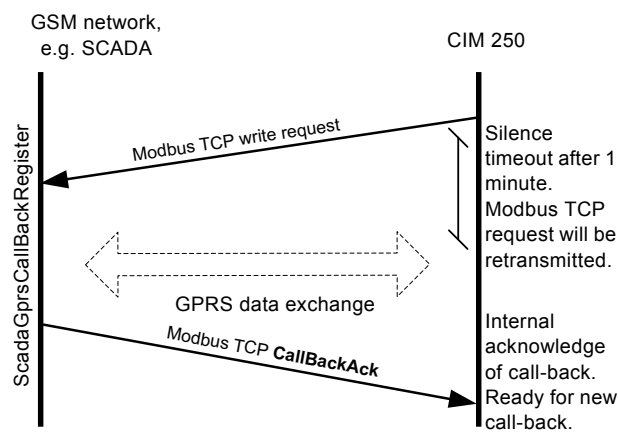 GSM network,
e.g. SCADA
CIM 250
ScadaGprsCallBackRegister
Modbus TCP write request
Silence
timeout after 1
minute.
Modbus TCP
request will be
retransmitted.
GPRS data exchange
Modbus TCP CallBackAck
Internal
acknowledge
of call-back.
Ready for new
call-back.